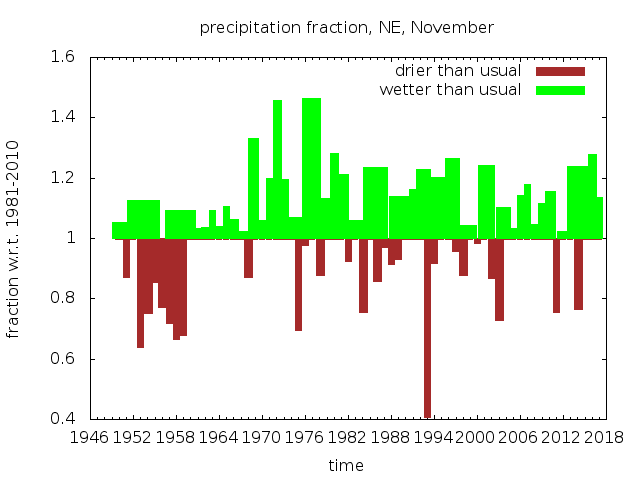 precipitation fraction, NE, November
drier than usual
wetter than usual
fraction w.r.t. 1981-2010
1.6
1.4
1.2
1
0.8
0.6
0.4
1946 1952 1958 1964 1970 1976 1982 1988 1994 2000 2006 2012 2018
time